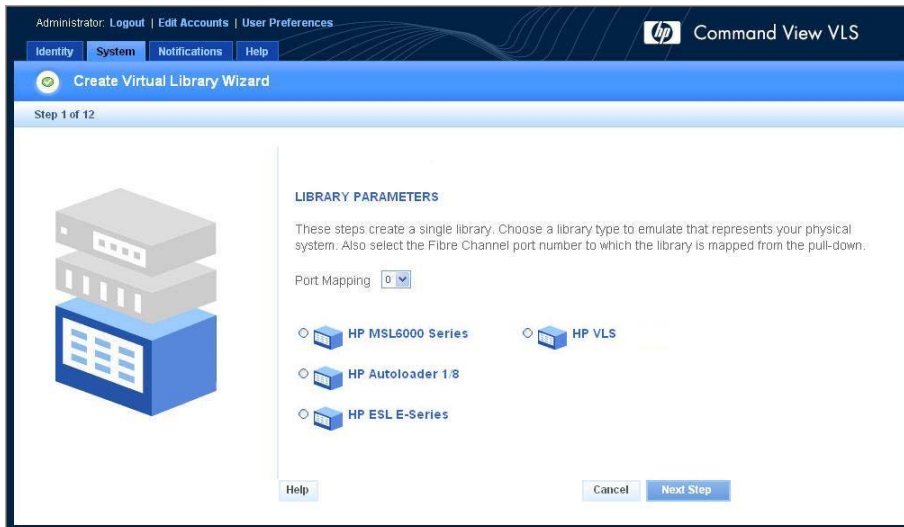 Administrator: Logout | Edit Accounts | User Preferences
hp Command View VLS
Identity System Notifications Help
Create Virtual Library Wizard
Step 1 of 12
LIBRARY PARAMETERS
These steps create a single library. Choose a library type to emulate that represents your physical
system. Also select the Fibre Channel port number to which the library is mapped from the pull-down.
Port Mapping 0
HP MSL6000 Series HP VLS
HP Autoloader 1/8
HP ESL E-Series
Help Cancel Next Step